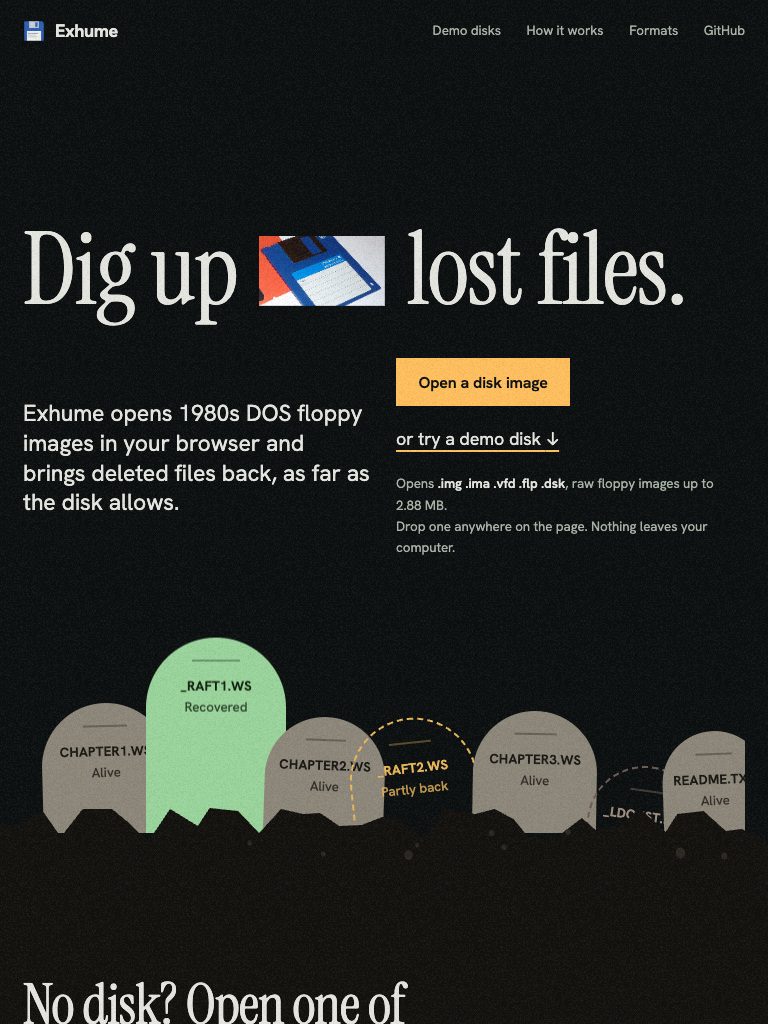 Exhume
Demo disks
How it works
Formats
GitHub
Dig up lost files.
Exhume opens 1980s DOS floppy
images in your browser and
brings deleted files back, as far as
the disk allows.
Open a disk image
or try a demo disk ↓
Opens .img .ima .vfd .flp .dsk, raw floppy images up to
2.88 MB.
Drop one anywhere on the page. Nothing leaves your
computer.
_RAFT1.WS
Recovered
CHAPTER1.WS
Alive
CHAPTER2.WS
Alive
_RAFT2.WS
Partly back
CHAPTER3.WS
Alive
README.TX
Alive
No disk? Open one of